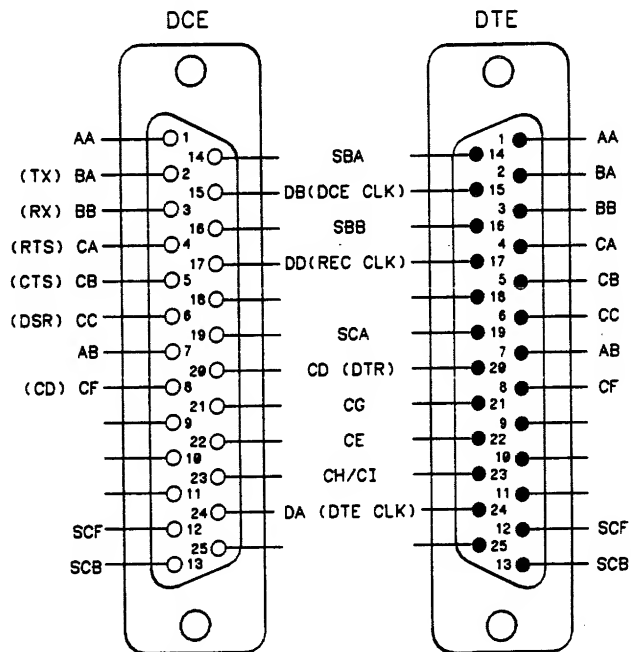 DCE DTE
AA 1 1 AA
14 SBA 14
(TX) BA 2 2 BA
15 DB(DCE CLK) 15
(RX) BB 3 3 BB
16 SBB 16
(RTS) CA 4 4 CA
17 DD(REC CLK) 17
(CTS) CB 5 5 CB
18 18
(DSR) CC 6 6 CC
19 SCA 19
AB 7 7 AB
20 CD (DTR) 20
(CD) CF 8 8 CF
21 CG 21
9 9
22 CE 22
10 10
23 CH/CI 23
11 11
24 DA (DTE CLK) 24
SCF 12 12 SCF
25 25
SCB 13 13 SCB